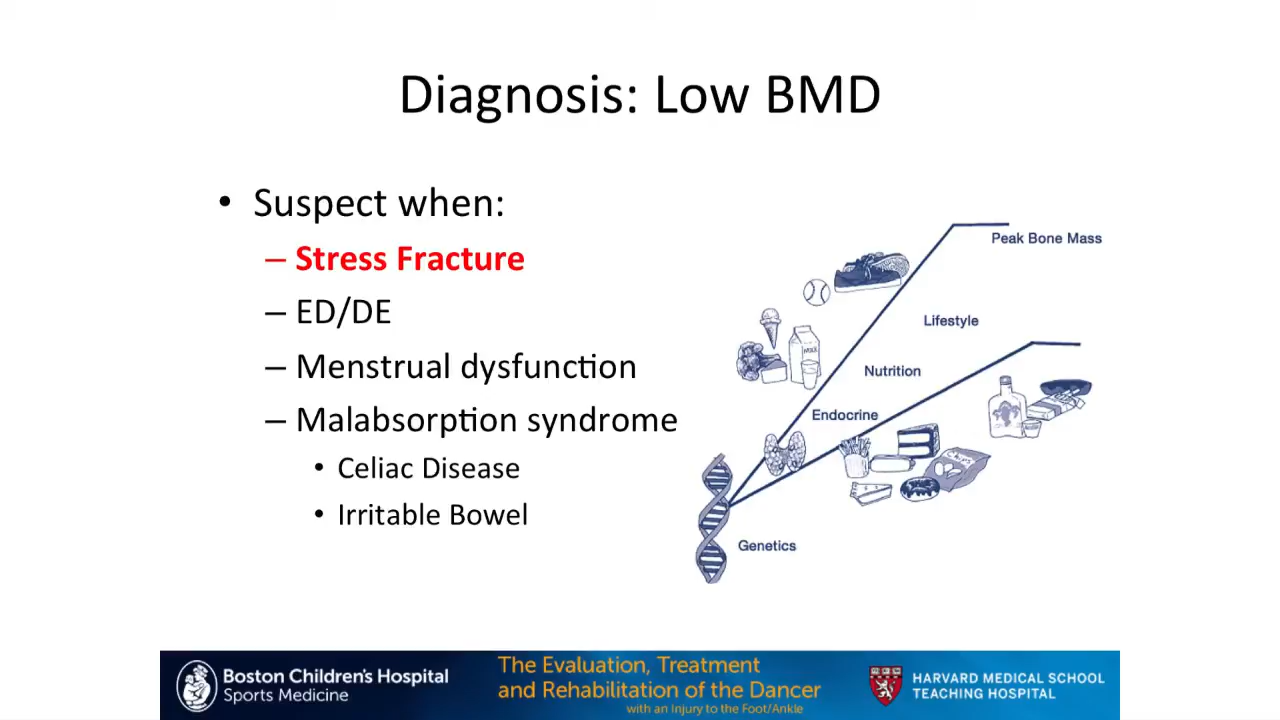 Diagnosis: Low BMD
• Suspect when:
– Stress Fracture
– ED/DE
– Menstrual dysfunction
– Malabsorption syndrome
• Celiac Disease
• Irritable Bowel
Peak Bone Mass
Lifestyle
Nutrition
Endocrine
Genetics
Boston Children's Hospital
Sports Medicine
The Evaluation, Treatment
and Rehabilitation of the Dancer
with an Injury to the Foot/Ankle
HARVARD MEDICAL SCHOOL
TEACHING HOSPITAL